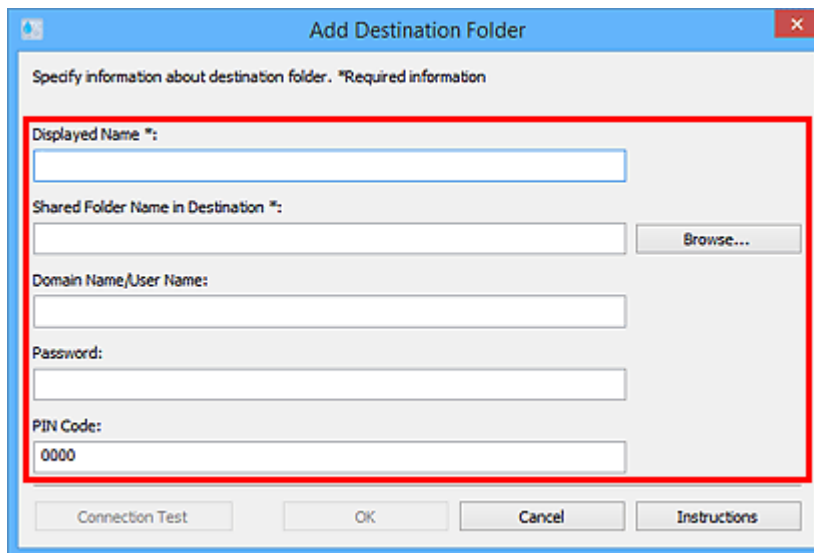 Add Destination Folder
Specify information about destination folder. *Required information
Displayed Name *:
Shared Folder Name in Destination *:
Browse...
Domain Name/User Name:
Password:
PIN Code:
0000
Connection Test OK Cancel Instructions